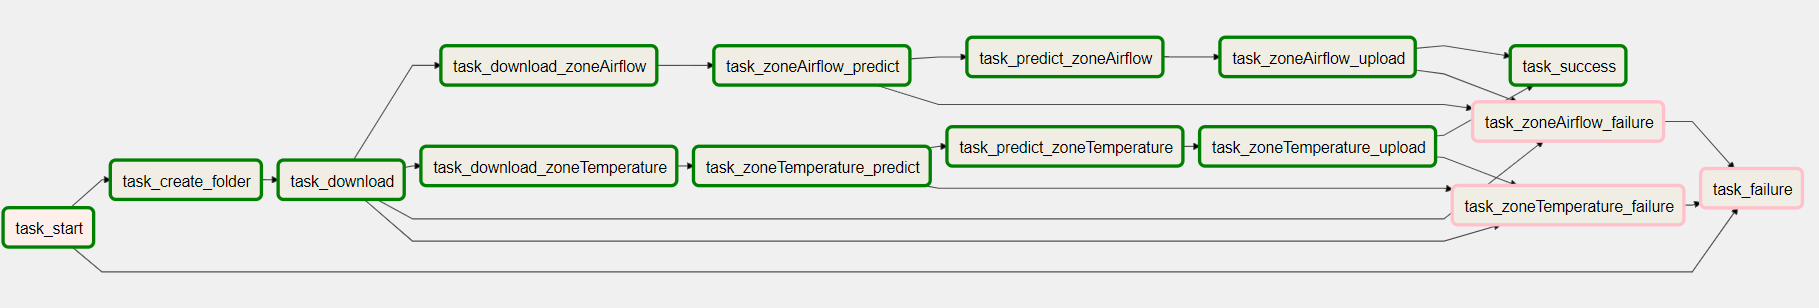 task_start
task_create_folder
task_download
task_download_zoneAirflow
task_zoneAirflow_predict
task_predict_zoneAirflow
task_zoneAirflow_upload
task_success
task_download_zoneTemperature
task_zoneTemperature_predict
task_predict_zoneTemperature
task_zoneTemperature_upload
task_zoneAirflow_failure
task_zoneTemperature_failure
task_failure